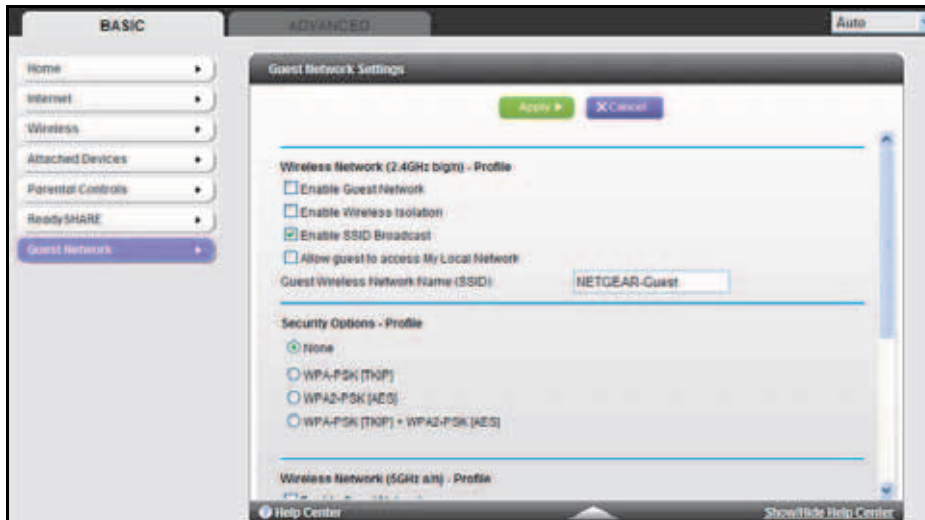 BASIC
ADVANCED
Auto
Home
Internet
Wireless
Attached Devices
Parental Controls
ReadySHARE
Guest Network
Guest Network Settings
Apply
X Cancel
Wireless Network (2.4GHz b/g/n) - Profile
Enable Guest Network
Enable Wireless Isolation
Enable SSID Broadcast
Allow guest to access My Local Network
Guest Wireless Network Name (SSID): NETGEAR-Guest
Security Options - Profile
None
WPA-PSK [TKIP]
WPA2-PSK [AES]
WPA-PSK [TKIP] + WPA2-PSK [AES]
Wireless Network (5GHz a/n) - Profile
Help Center
Show/Hide Help Center